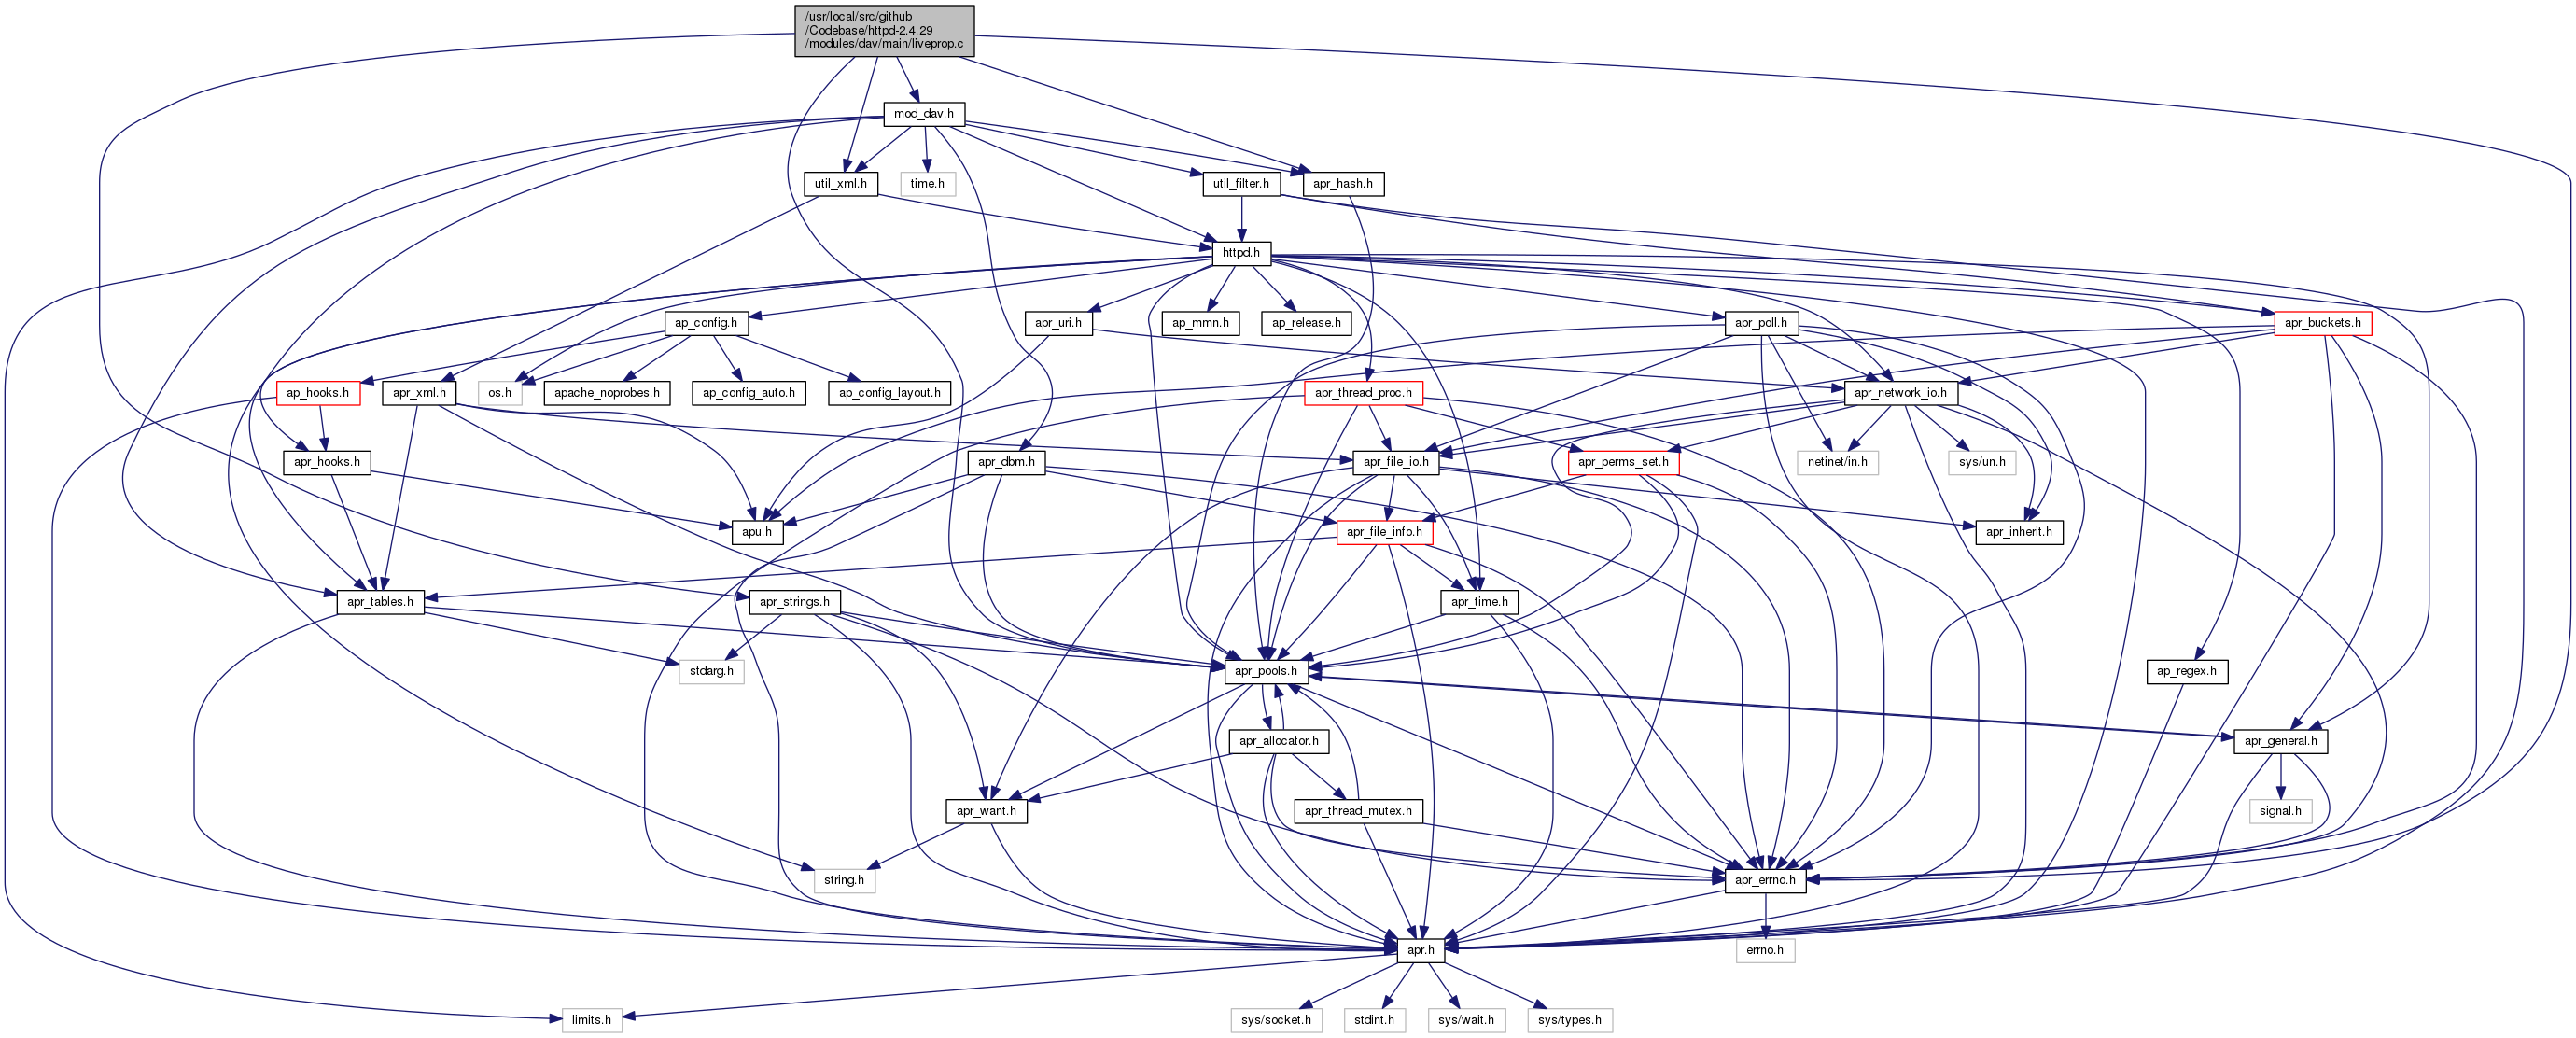 /usr/local/src/github
/Codebase/httpd-2.4.29
/modules/dav/main/liveprop.c
mod_dav.h
util_xml.h
time.h
util_filter.h
apr_hash.h
httpd.h
ap_config.h
apr_uri.h
ap_mmn.h
ap_release.h
apr_poll.h
apr_buckets.h
ap_hooks.h
apr_xml.h
os.h
apache_noprobes.h
ap_config_auto.h
ap_config_layout.h
apr_thread_proc.h
apr_network_io.h
apr_hooks.h
apr_dbm.h
apr_file_io.h
apr_perms_set.h
netinet/in.h
sys/un.h
apu.h
apr_file_info.h
apr_inherit.h
apr_tables.h
apr_strings.h
apr_time.h
stdarg.h
apr_pools.h
ap_regex.h
apr_allocator.h
apr_general.h
apr_want.h
apr_thread_mutex.h
signal.h
string.h
apr_errno.h
apr.h
errno.h
limits.h
sys/socket.h
stdint.h
sys/wait.h
sys/types.h